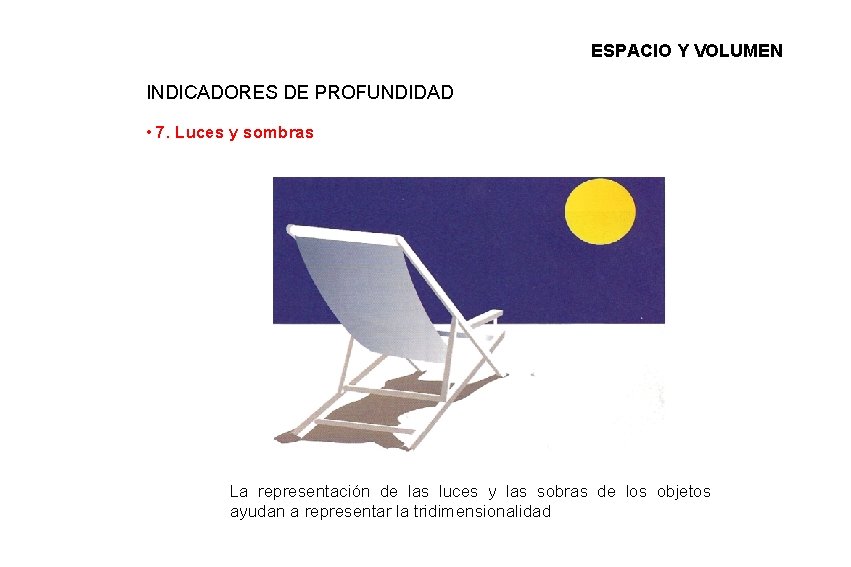 ESPACIO Y VOLUMEN
INDICADORES DE PROFUNDIDAD
• 7. Luces y sombras
La representación de las luces y las sobras de los objetos
ayudan a representar la tridimensionalidad